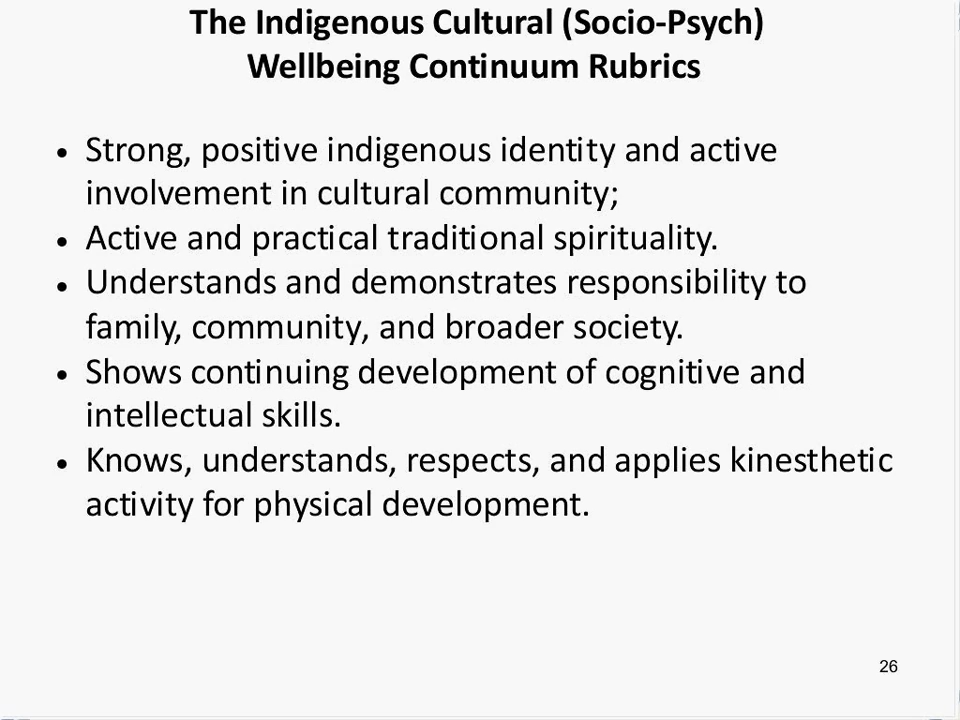 The Indigenous Cultural (Socio-Psych)
Wellbeing Continuum Rubrics
• Strong, positive indigenous identity and active
involvement in cultural community;
• Active and practical traditional spirituality.
• Understands and demonstrates responsibility to
family, community, and broader society.
• Shows continuing development of cognitive and
intellectual skills.
• Knows, understands, respects, and applies kinesthetic
activity for physical development.
26